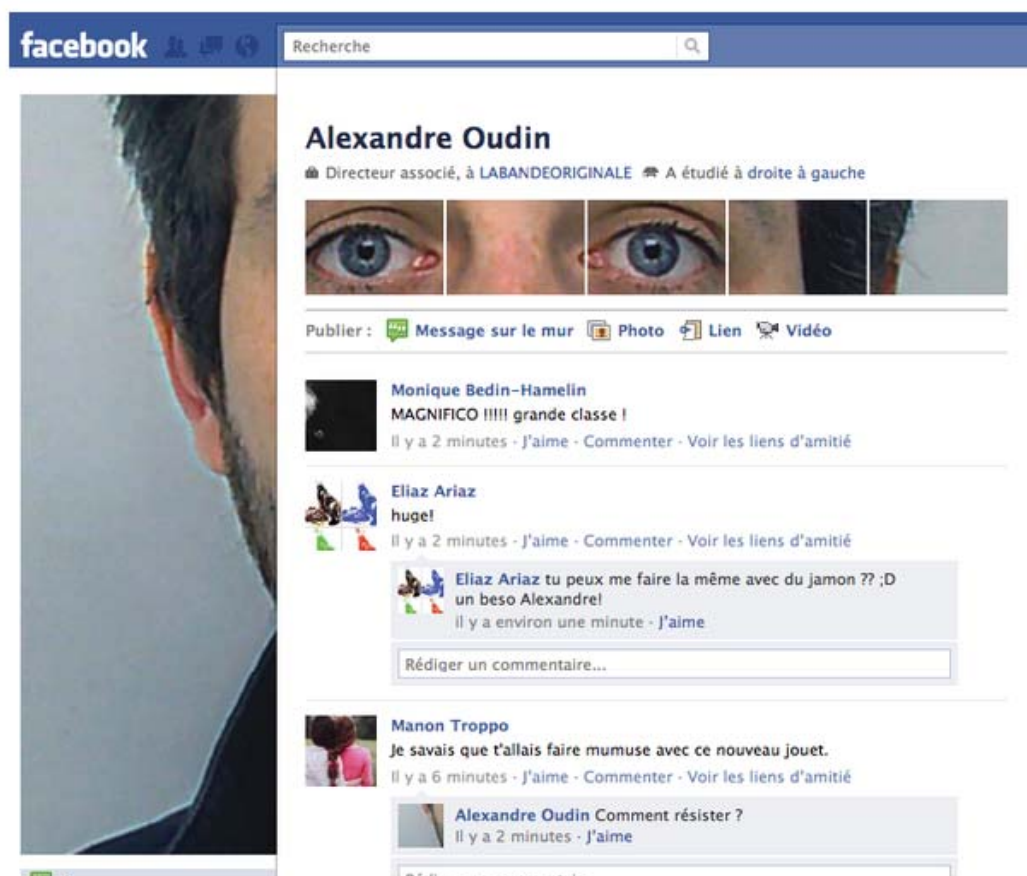 facebook
Recherche
Alexandre Oudin
Directeur associé, à LABANDEORIGINALE A étudié à droite à gauche
Publier : Message sur le mur Photo Lien Vidéo
Monique Bedin-Hamelin
MAGNIFICO !!!!! grande classe !
Il y a 2 minutes · J'aime · Commenter · Voir les liens d'amitié
Eliaz Ariaz
huge!
Il y a 2 minutes · J'aime · Commenter · Voir les liens d'amitié
Eliaz Ariaz tu peux me faire la même avec du jamon ?? ;D
un beso Alexandre!
il y a environ une minute · J'aime
Rédiger un commentaire...
Manon Troppo
Je savais que t'allais faire mumuse avec ce nouveau jouet.
Il y a 6 minutes · J'aime · Commenter · Voir les liens d'amitié
Alexandre Oudin Comment résister ?
Il y a 2 minutes · J'aime